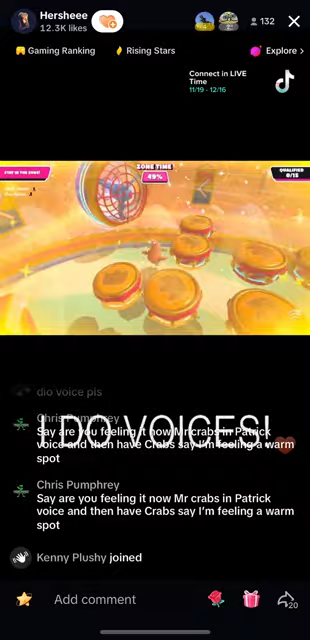 Hersheee
12.3K likes
132
Gaming Ranking
Rising Stars
Explore >
Connect in LIVE
Time
11/19 - 12/16
ZONE TIME!
49%
QUALIFIED
0/15
dio voice pls
I DO VOICES!
Chris Pumphrey
Say are you feeling it now Mr crabs in Patrick
voice and then have Crabs say I'm feeling a warm
spot
Chris Pumphrey
Say are you feeling it now Mr crabs in Patrick
voice and then have Crabs say I'm feeling a warm
spot
Kenny Plushy joined
Add comment
20